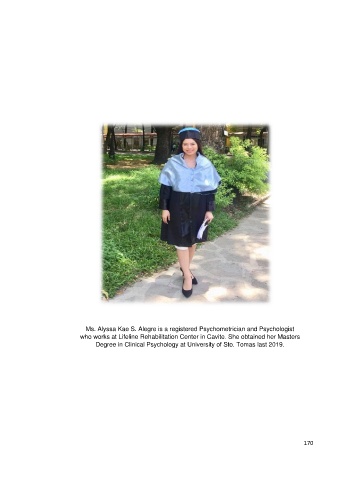 Ms. Alyssa Kae S. Alegre is a registered Psychometrician and Psychologist
who works at Lifeline Rehabilitation Center in Cavite. She obtained her Masters
Degree in Clinical Psychology at University of Sto. Tomas last 2019.
170